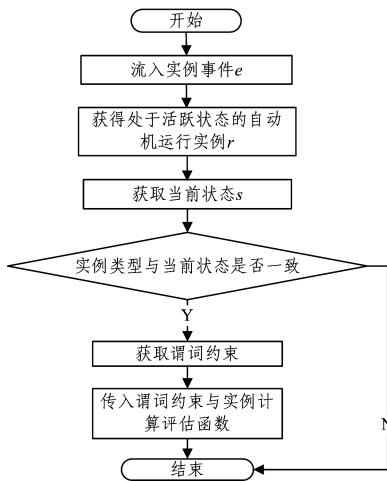 开始
流入实例事件e
获得处于活跃状态的自动
机运行实例r
获取当前状态s
实例类型与当前状态是否一致
Y
获取谓词约束
传入谓词约束与实例计
算评估函数
N
结束